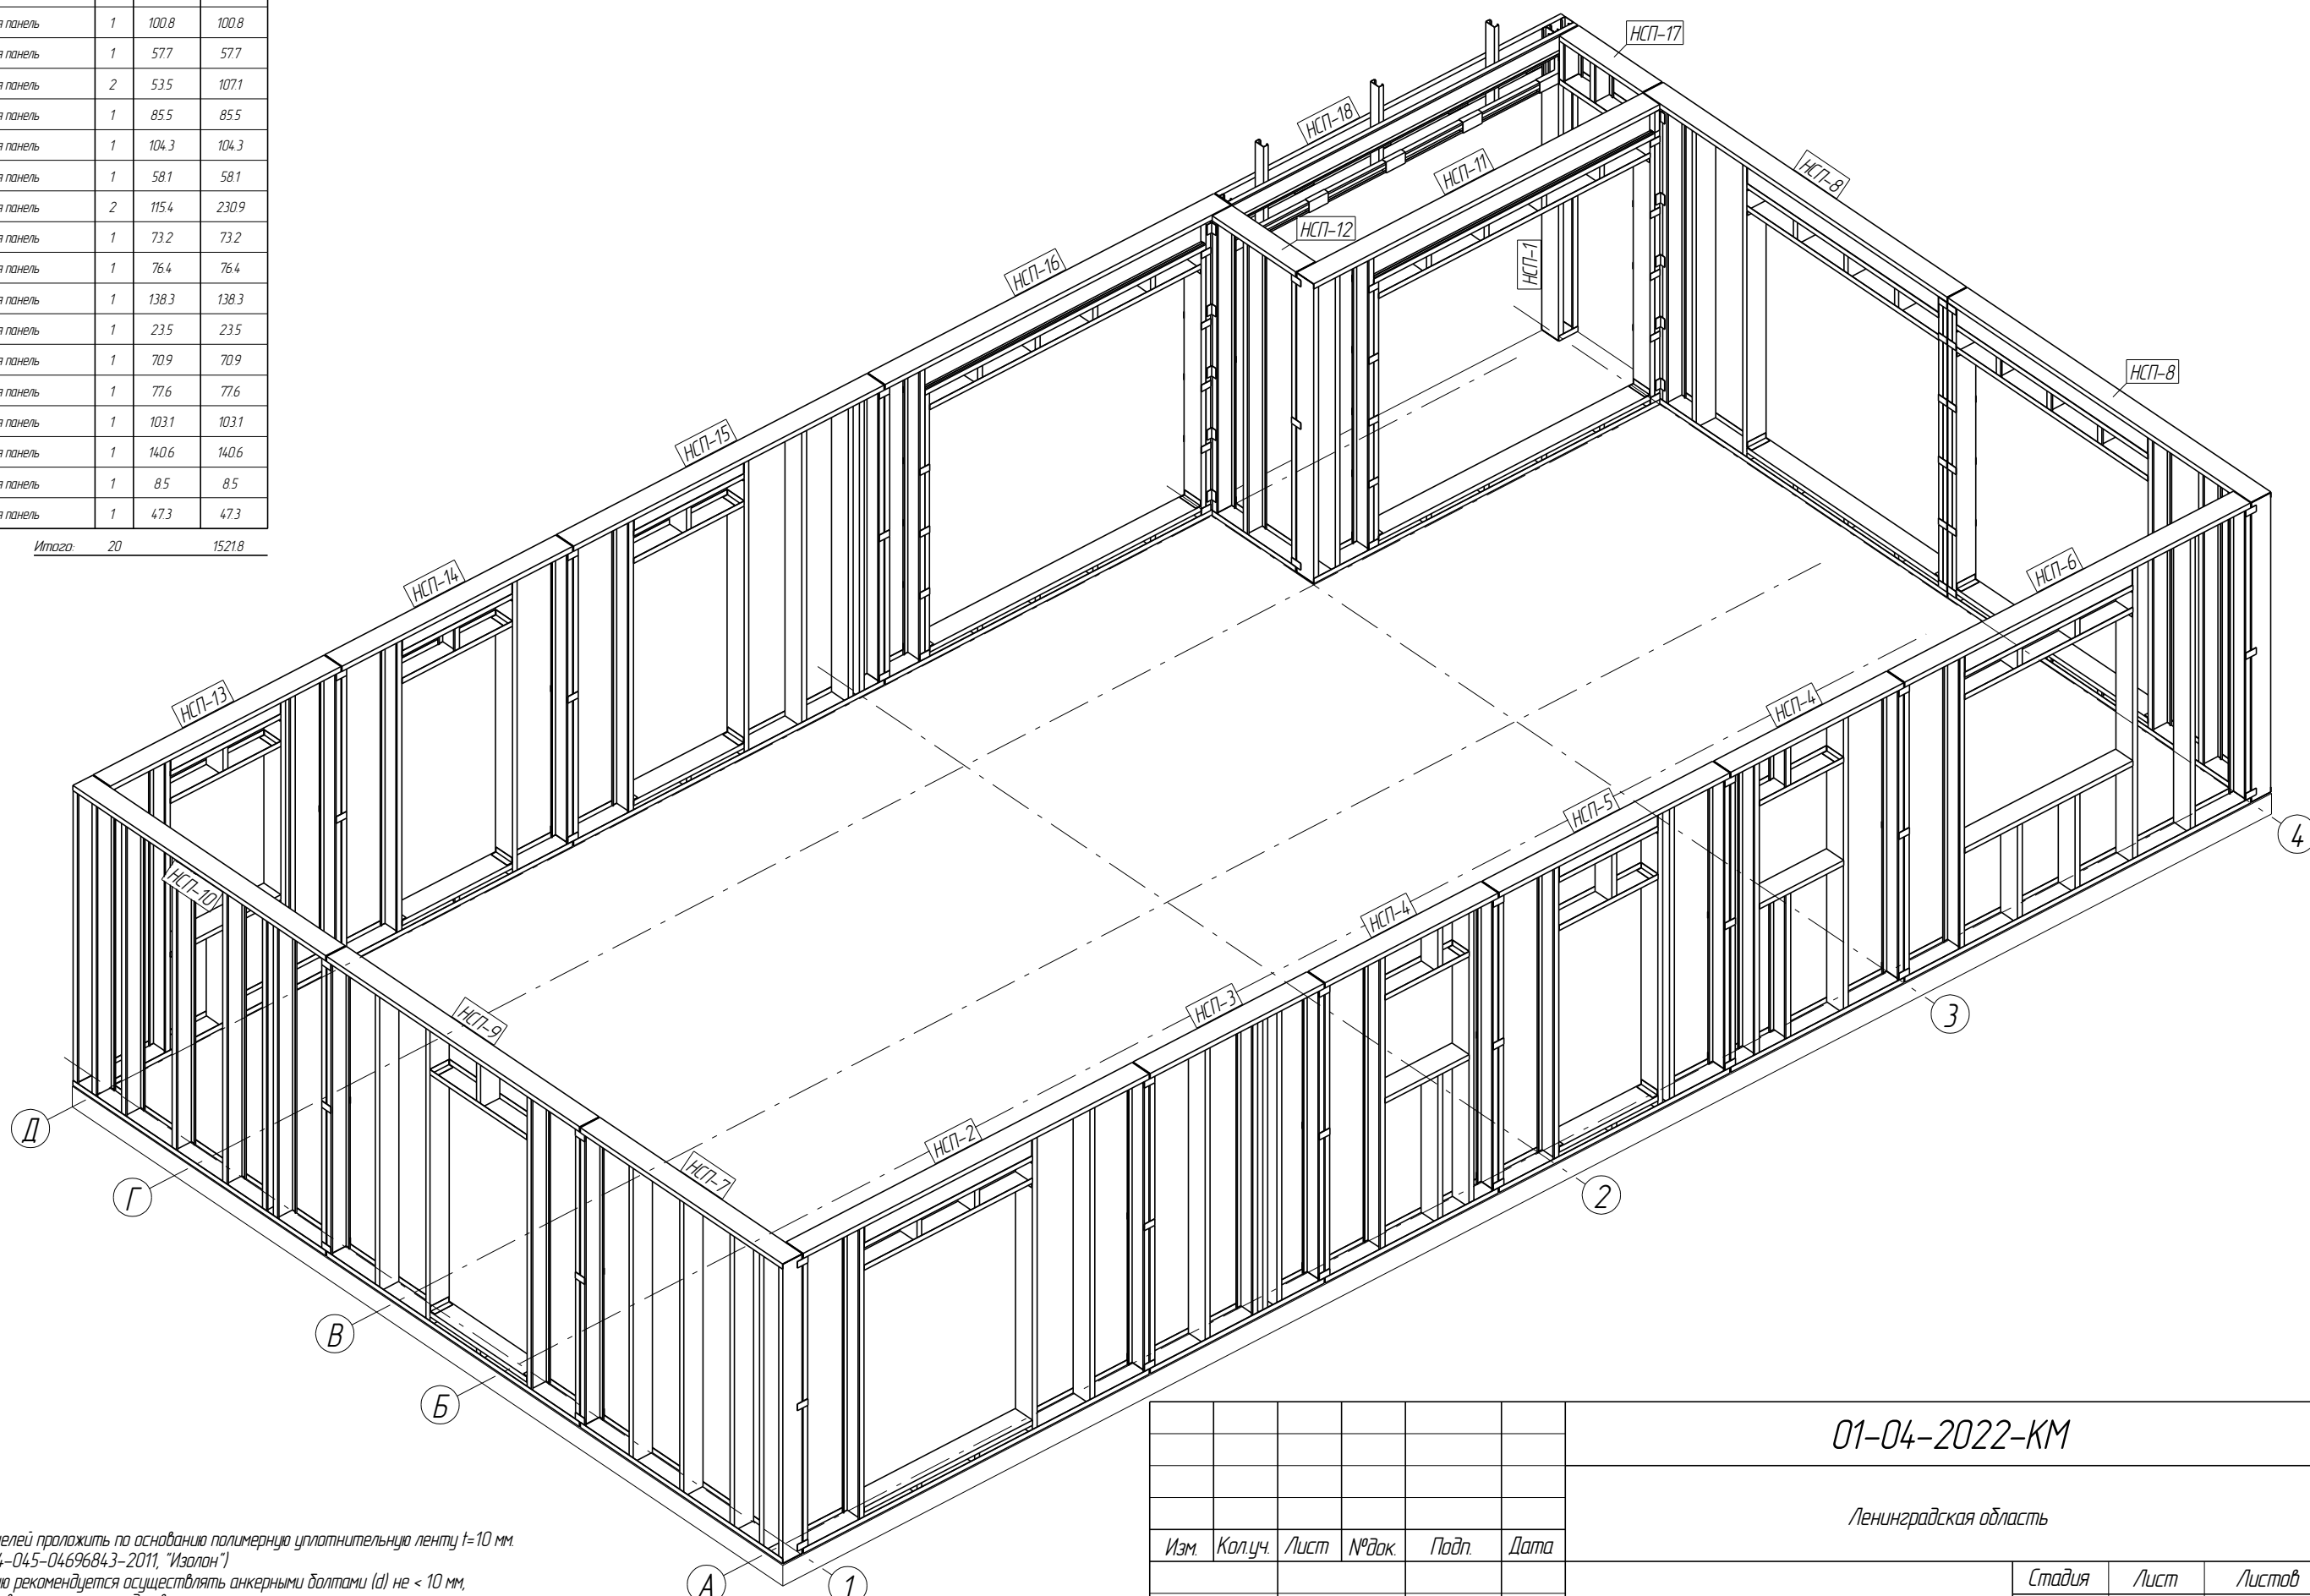 я панель 1 100.8 100.8
я панель 1 57.7 57.7
я панель 2 53.5 107.1
я панель 1 85.5 85.5
я панель 1 104.3 104.3
я панель 1 58.1 58.1
я панель 2 115.4 230.9
я панель 1 73.2 73.2
я панель 1 76.4 76.4
я панель 1 138.3 138.3
я панель 1 23.5 23.5
я панель 1 70.9 70.9
я панель 1 77.6 77.6
я панель 1 103.1 103.1
я панель 1 140.6 140.6
я панель 1 8.5 8.5
я панель 1 47.3 47.3
Итого: 20 1521.8
НСП-17
НСП-18
НСП-11
НСП-8
НСП-12
НСП-1
НСП-16
НСП-8
НСП-15
НСП-14
НСП-6
НСП-13
НСП-4
НСП-5
НСП-10
НСП-4
НСП-9
НСП-3
НСП-2
НСП-7
4
3
2
1
Д
Г
В
Б
А
елей проложить по основанию полимерную уплотнительную ленту t=10 мм.
4-045-04696843-2011, "Изолон")
ю рекомендуется осуществлять анкерными болтами (d) не < 10 мм,
01-04-2022-КМ
Ленинградская область
Изм. Кол.уч. Лист №док. Подп. Дата
Стадия Лист Листов